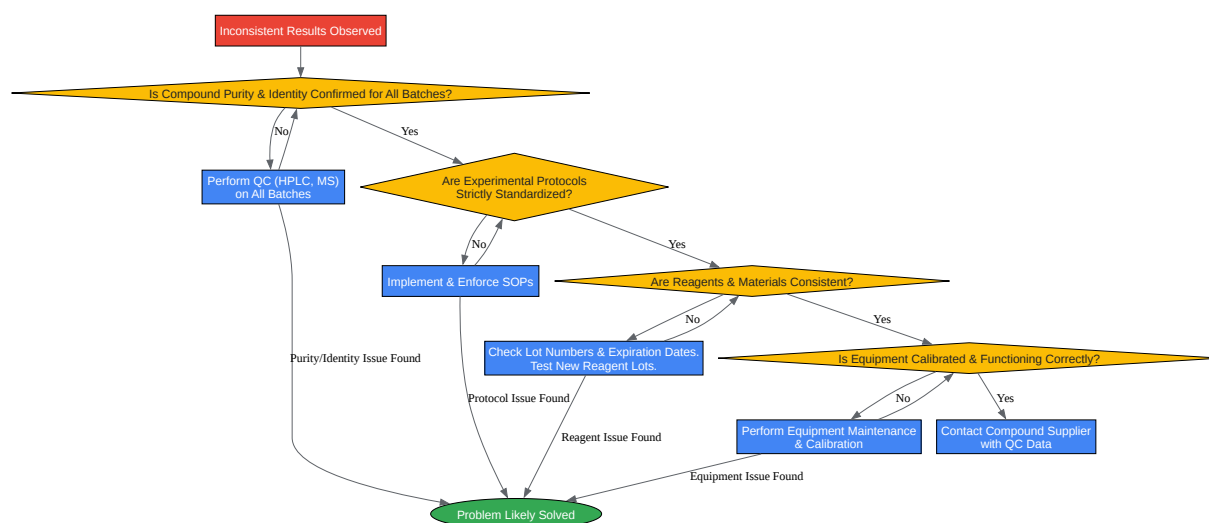 Inconsistent Results Observed
Is Compound Purity & Identity Confirmed for All Batches?
No
Yes
Perform QC (HPLC, MS)
on All Batches
Are Experimental Protocols
Strictly Standardized?
No
Yes
Implement & Enforce SOPs
Are Reagents & Materials Consistent?
No
Yes
Purity/Identity Issue Found
Check Lot Numbers & Expiration Dates.
Test New Reagent Lots.
Is Equipment Calibrated & Functioning Correctly?
Protocol Issue Found
No
Yes
Reagent Issue Found
Perform Equipment Maintenance
& Calibration
Contact Compound Supplier
with QC Data
Equipment Issue Found
Problem Likely Solved